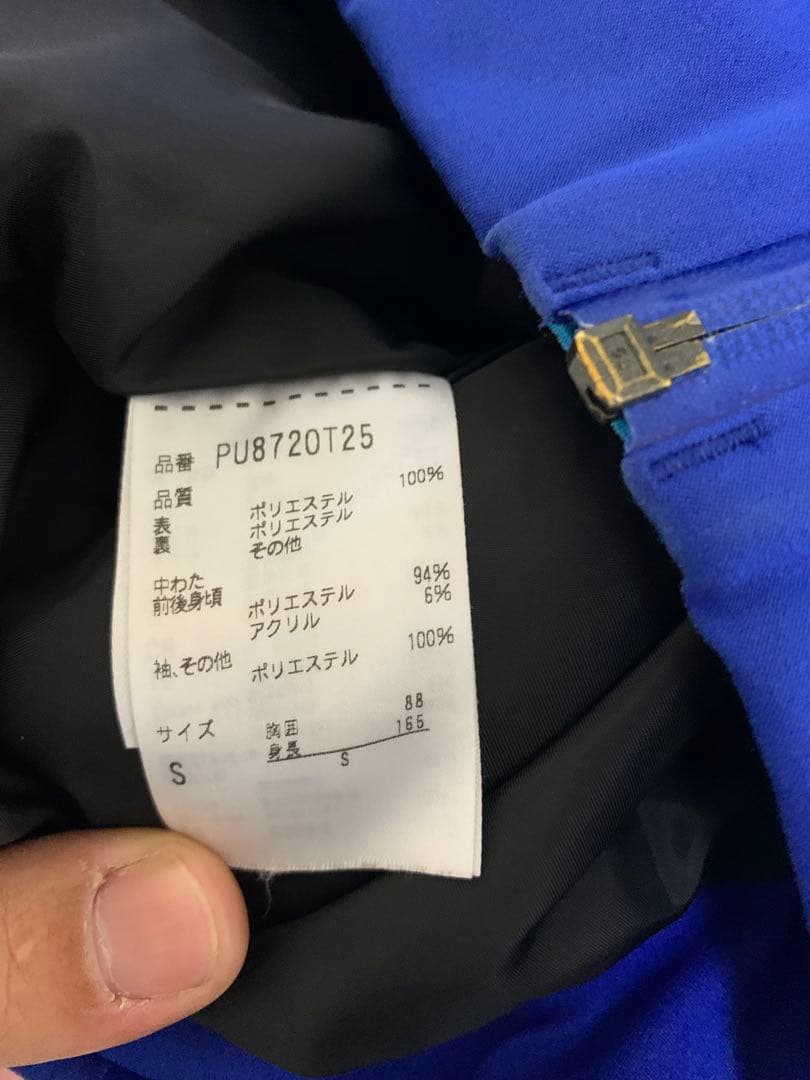 品番 PU8720T25
品質
表 ポリエステル 100%
裏 ポリエステル
その他
中わた
前後身頃 ポリエステル 94%
アクリル 6%
袖、その他 ポリエステル 100%
サイズ 胸囲 88
身長 165
S S